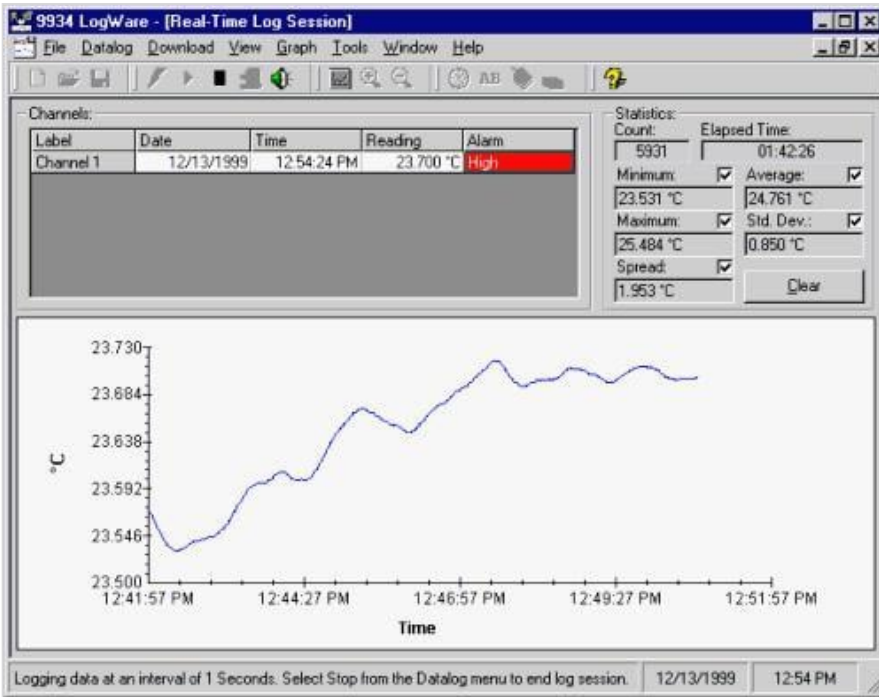 9934 LogWare - [Real-Time Log Session]
File Datalog Download View Graph Tools Window Help
AB
Channels:
Label Date Time Reading Alarm
Channel 1 12/13/1999 12:54:24 PM 23.700 °C High
Statistics:
Count: Elapsed Time:
5931 01:42:26
Minimum: Average:
23.531 °C 24.761 °C
Maximum: Std. Dev.:
25.484 °C 0.850 °C
Spread:
1.953 °C Clear
23.730
23.684
23.638
23.592
23.546
23.500
°C
12:41:57 PM 12:44:27 PM 12:46:57 PM 12:49:27 PM 12:51:57 PM
Time
Logging data at an interval of 1 Seconds. Select Stop from the Datalog menu to end log session. 12/13/1999 12:54 PM